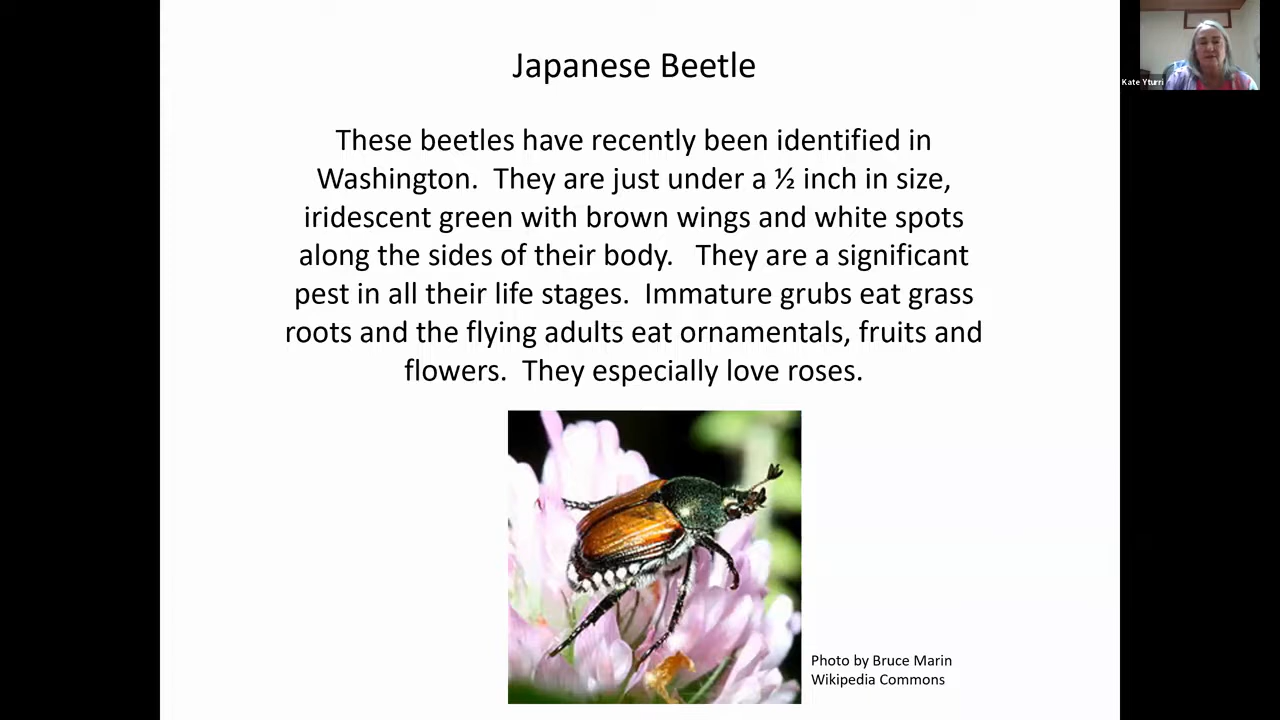 Japanese Beetle
Kate Yturri
These beetles have recently been identified in
Washington.  They are just under a ½ inch in size,
iridescent green with brown wings and white spots
along the sides of their body.   They are a significant
pest in all their life stages.  Immature grubs eat grass
roots and the flying adults eat ornamentals, fruits and
flowers.  They especially love roses.
Photo by Bruce Marin
Wikipedia Commons